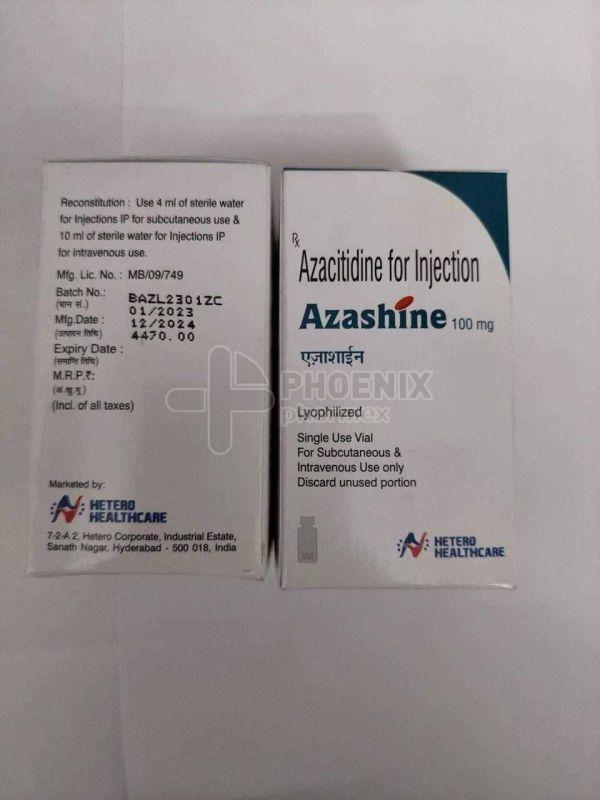 Reconstitution : Use 4 ml of sterile water
for Injections IP for subcutaneous use &
10 ml of sterile water for Injections IP
for intravenous use.
Mfg. Lic. No. : MB/09/749
Batch No.: BAZL2301ZC
(घान सं.) 01/2023
Mfg.Date : 12/2024
(उत्पादन तिथि) 4470.00
Expiry Date :
(समाप्ति तिथि)
M.R.P.₹:
(अ.खु.मू.)
(Incl. of all taxes)
Marketed by:
HETERO
HEALTHCARE
7-2-A 2, Hetero Corporate, Industrial Estate,
Sanath Nagar, Hyderabad - 500 018, India
Rx
Azacitidine for Injection
Azashine 100 mg
एज़ाशाईन
Lyophilized
Single Use Vial
For Subcutaneous &
Intravenous Use only
Discard unused portion
Vial
HETERO
HEALTHCARE
PHOENIX
pharmex